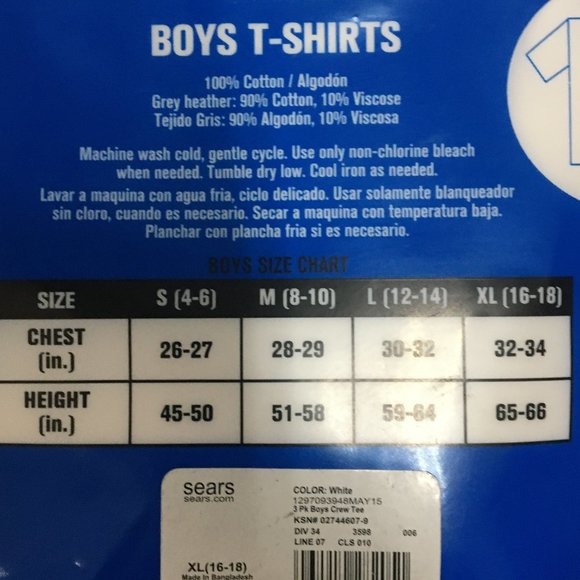 BOYS T-SHIRTS
100% Cotton / Algodón
Grey heather: 90% Cotton, 10% Viscose
Tejido Gris: 90% Algodón, 10% Viscosa
Machine wash cold, gentle cycle. Use only non-chlorine bleach
when needed. Tumble dry low. Cool iron as needed.
Lavar a maquina con agua fria, ciclo delicado. Usar solamente blanqueador
sin cloro, cuando es necesario. Secar a maquina con temperatura baja.
Planchar con plancha fria si es necesario.
BOYS SIZE CHART
SIZE S (4-6) M (8-10) L (12-14) XL (16-18)
CHEST (in.) 26-27 28-29 30-32 32-34
HEIGHT (in.) 45-50 51-58 59-64 65-66
sears
sears.com
COLOR: White
1297093948MAY15
3 Pk Boys Crew Tee
KSN# 02744607-9
DIV 34 3598 006
LINE 07 CLS 010
XL(16-18)
Made In Bangladesh